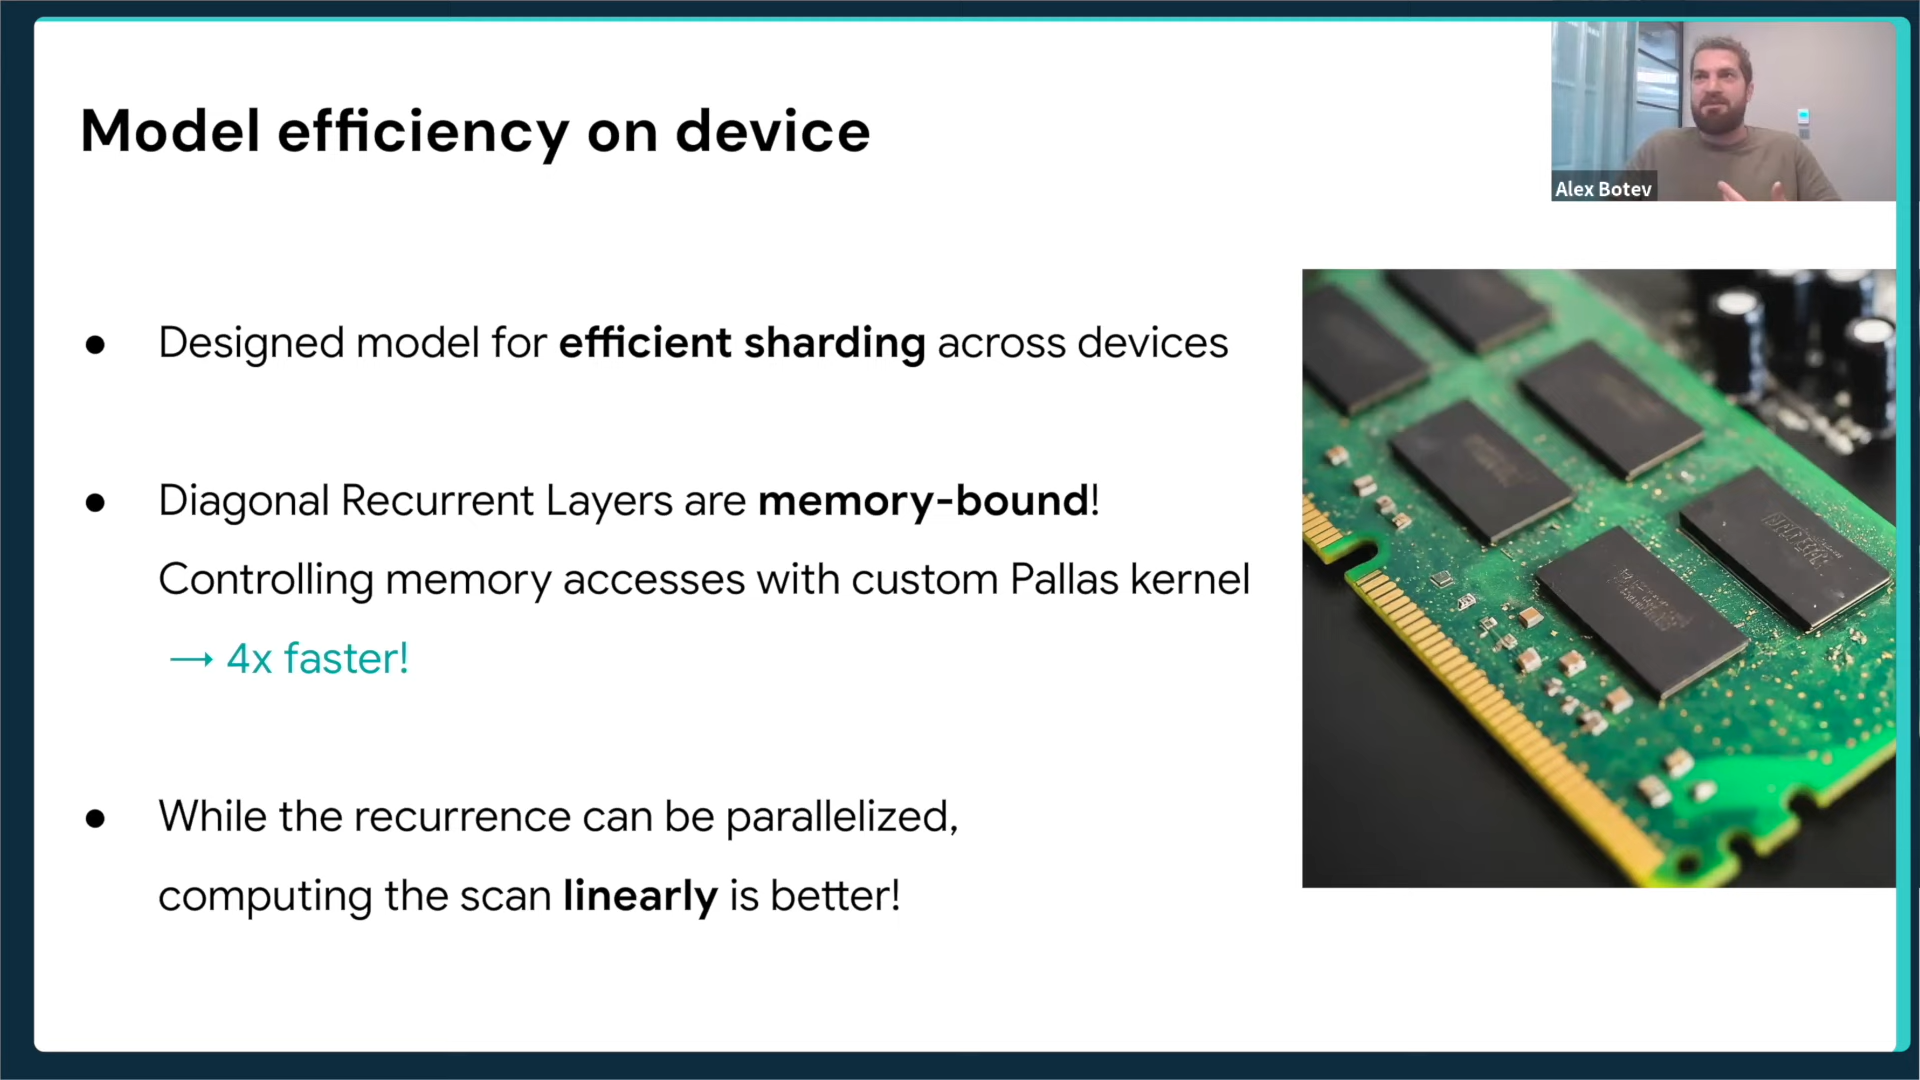 Model efficiency on device
Alex Botev
● Designed model for efficient sharding across devices
● Diagonal Recurrent Layers are memory-bound!
Controlling memory accesses with custom Pallas kernel
→ 4x faster!
● While the recurrence can be parallelized,
computing the scan linearly is better!